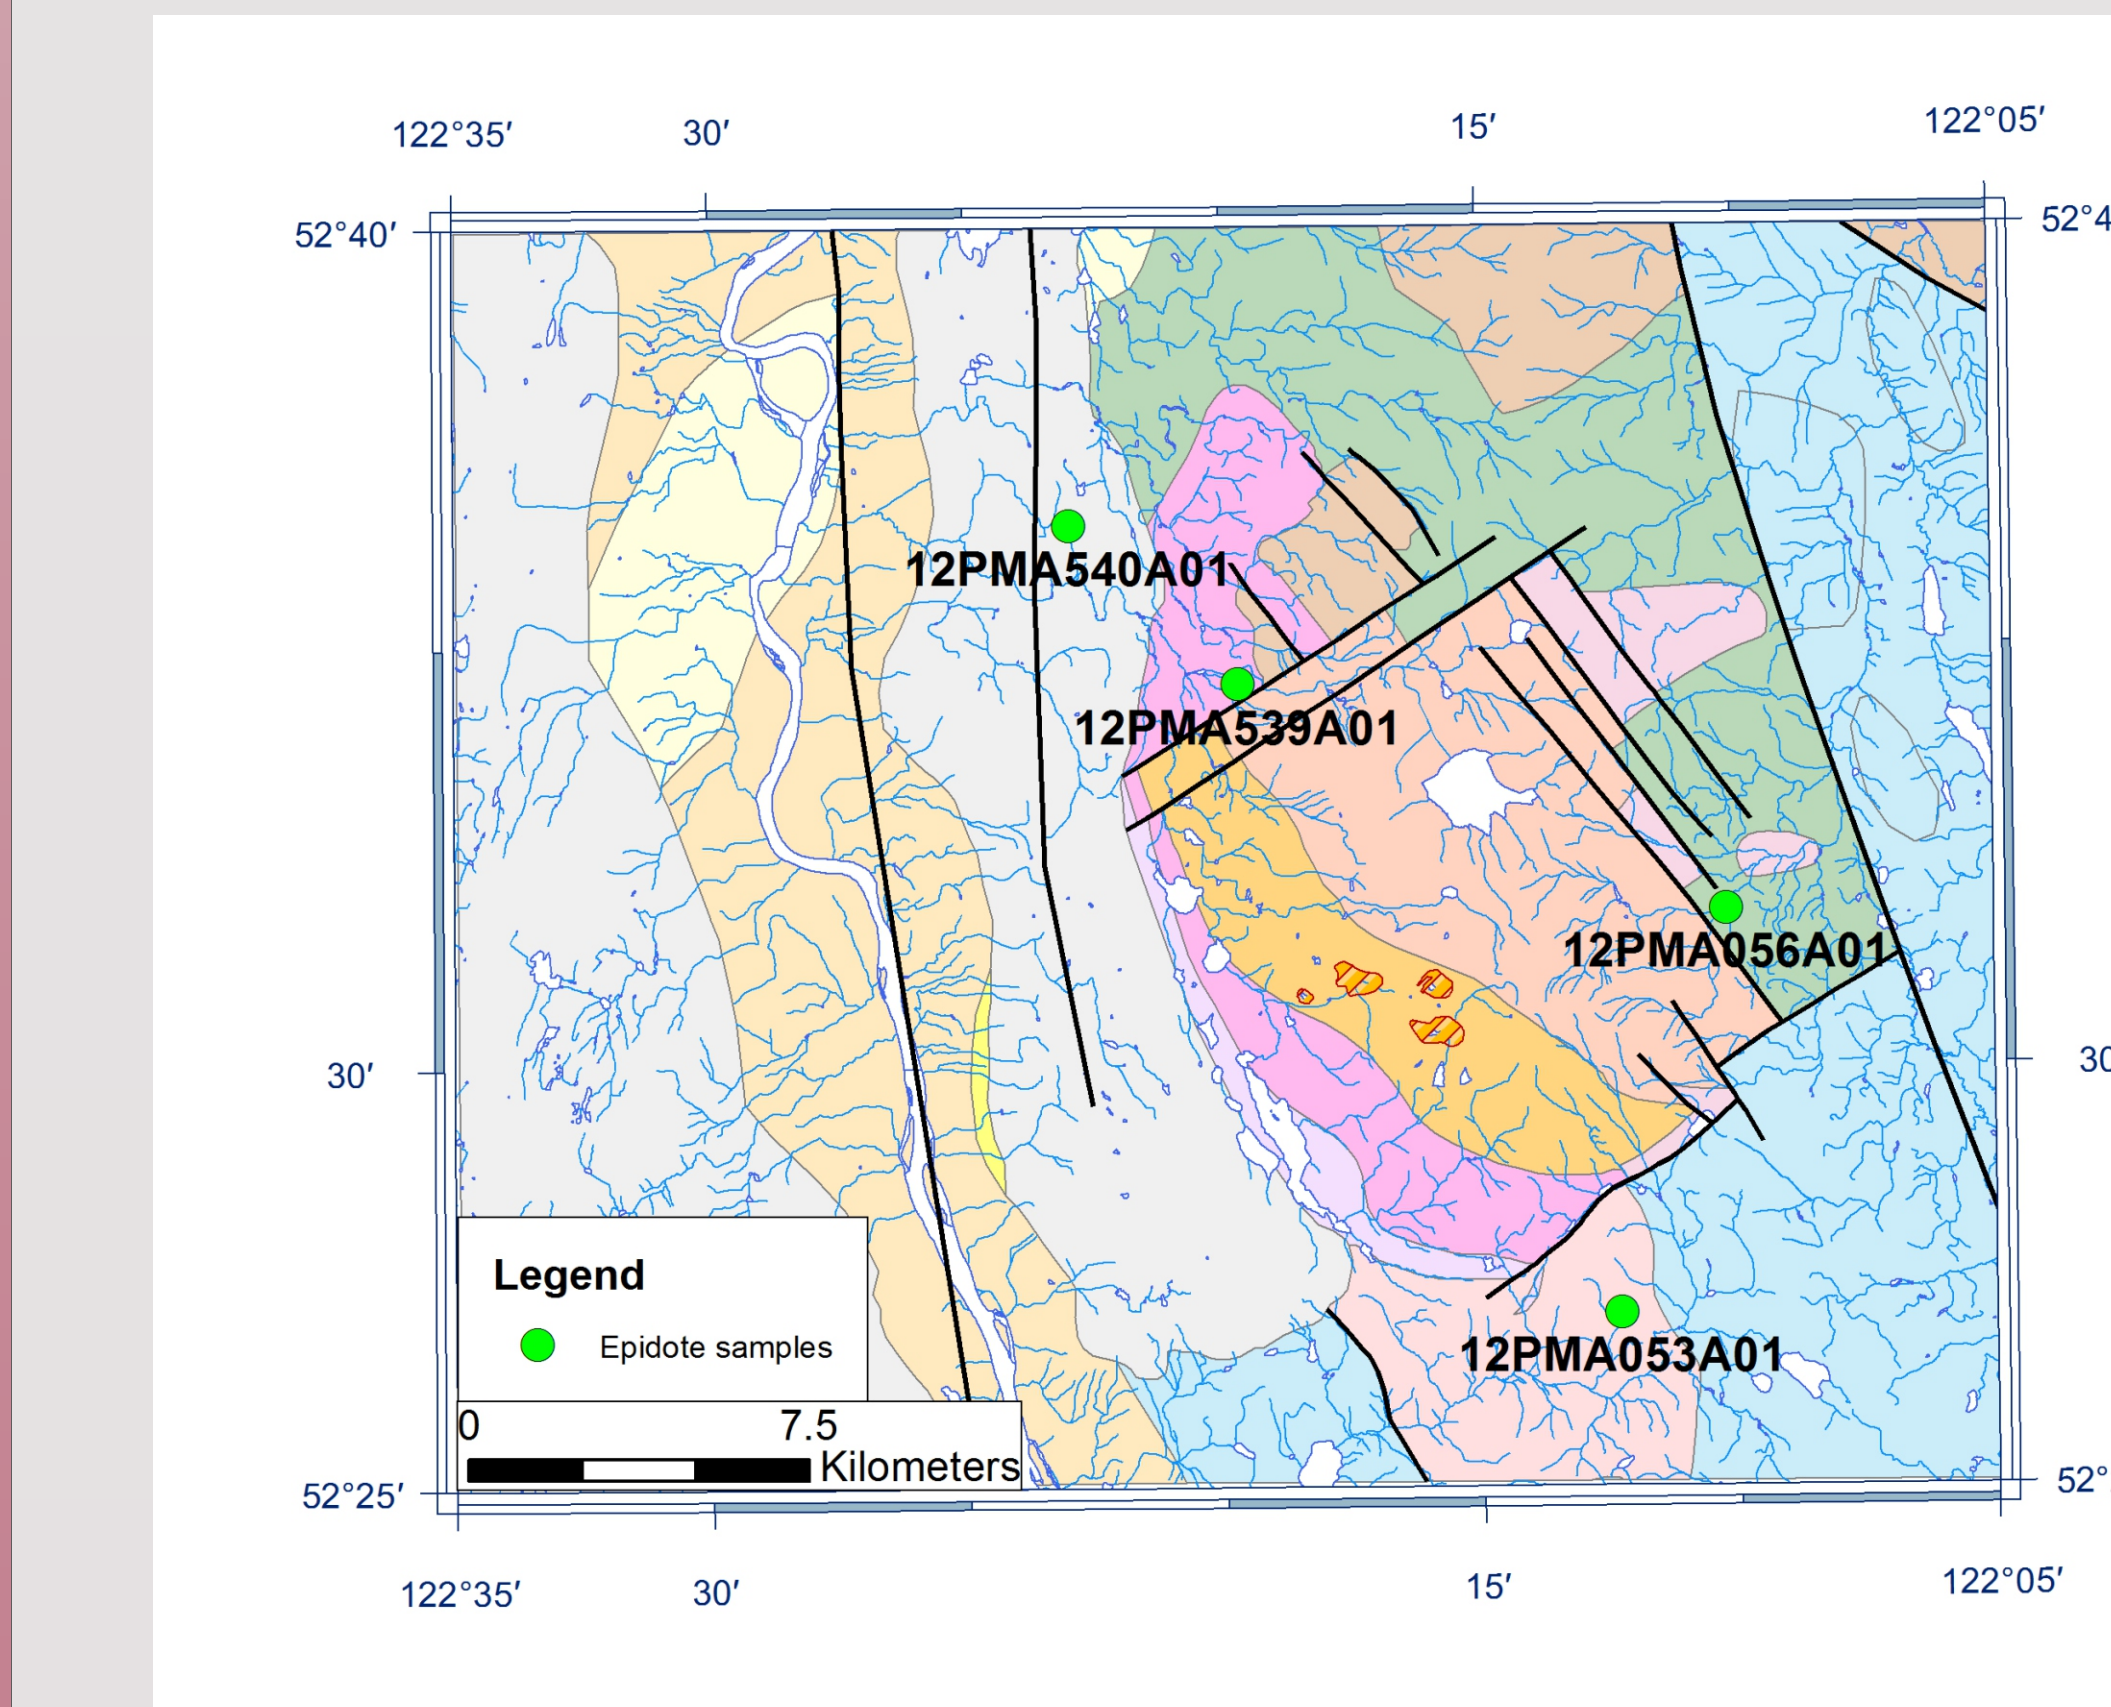 122°35′ 30′ 15′ 122°05′
52°40′ 52°4
12PMA540A01
12PMA539A01
12PMA056A01
30′ 30
Legend
Epidote samples
12PMA053A01
0 7.5
Kilometers
52°25′ 52°
122°35′ 30′ 15′ 122°05′